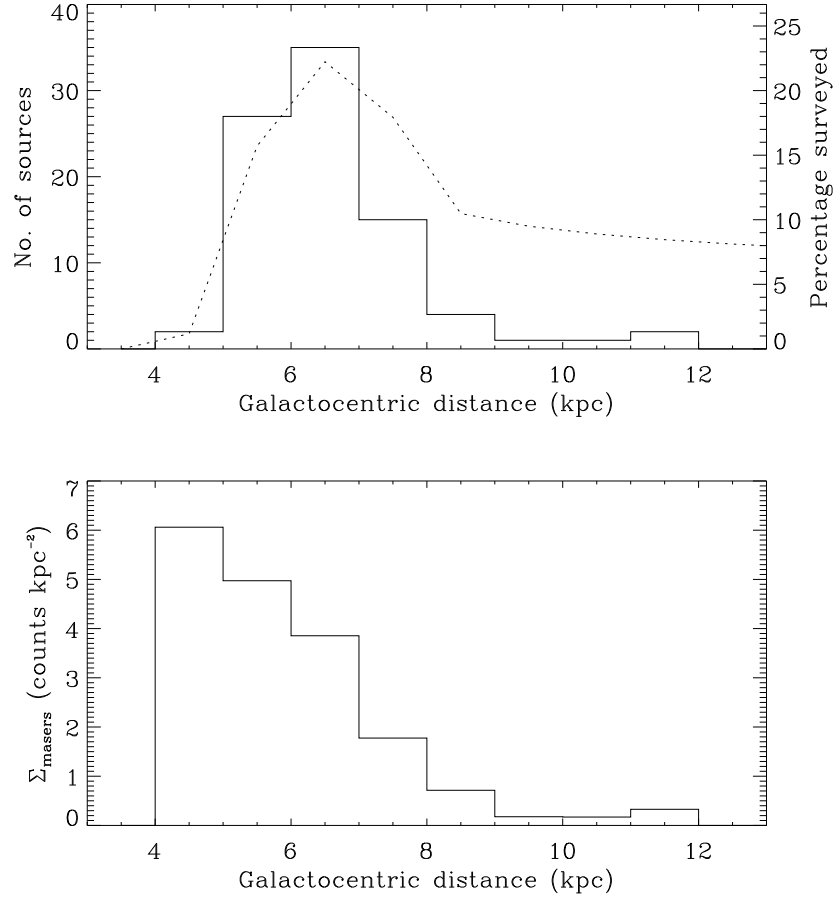 40
30
20
10
0
No. of sources
25
20
15
10
5
0
Percentage surveyed
4 6 8 10 12
Galactocentric distance (kpc)
7
6
5
4
3
2
1
0
Σmasers (counts kpc⁻²)
4 6 8 10 12
Galactocentric distance (kpc)